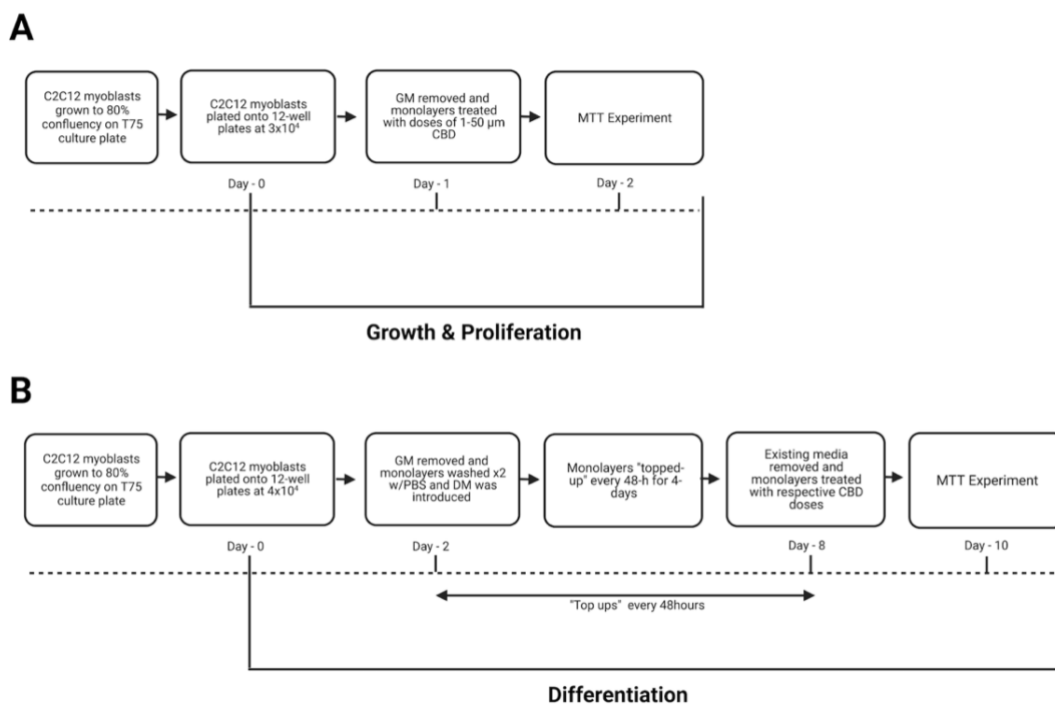 A
C2C12 myoblasts
grown to 80%
confluency on T75
culture plate
C2C12 myoblasts
plated onto 12-well
plates at 3x10⁴
GM removed and
monolayers treated
with doses of 1-50 µm
CBD
MTT Experiment
Day - 0
Day - 1
Day - 2
Growth & Proliferation
B
C2C12 myoblasts
grown to 80%
confluency on T75
culture plate
C2C12 myoblasts
plated onto 12-well
plates at 4x10⁴
GM removed and
monolayers washed x2
w/PBS and DM was
introduced
Monolayers "topped-
up" every 48-h for 4-
days
Existing media
removed and
monolayers treated
with respective CBD
doses
MTT Experiment
Day - 0
Day - 2
Day - 8
Day - 10
"Top ups" every 48hours
Differentiation